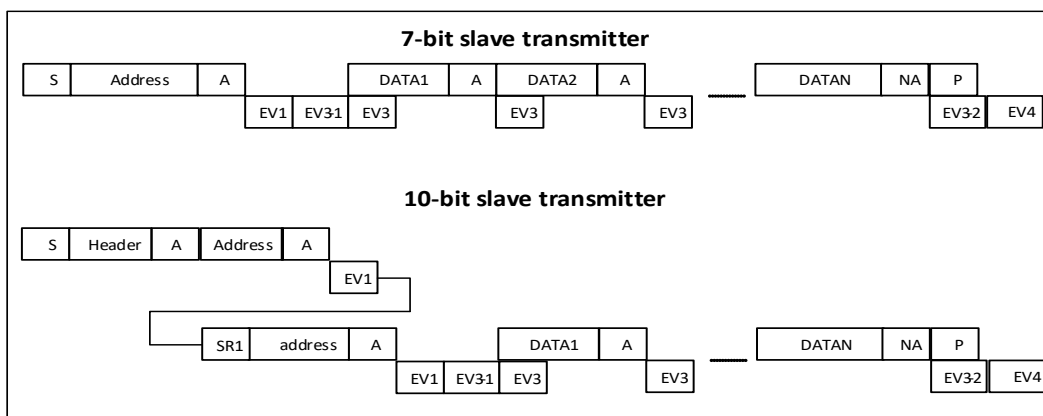 7-bit slave transmitter
S Address A DATA1 A DATA2 A DATAN NA P
EV1 EV3-1 EV3 EV3 EV3 EV3-2 EV4
10-bit slave transmitter
S Header A Address A
EV1
SR1 address A DATA1 A DATAN NA P
EV1 EV3-1 EV3 EV3 EV3-2 EV4